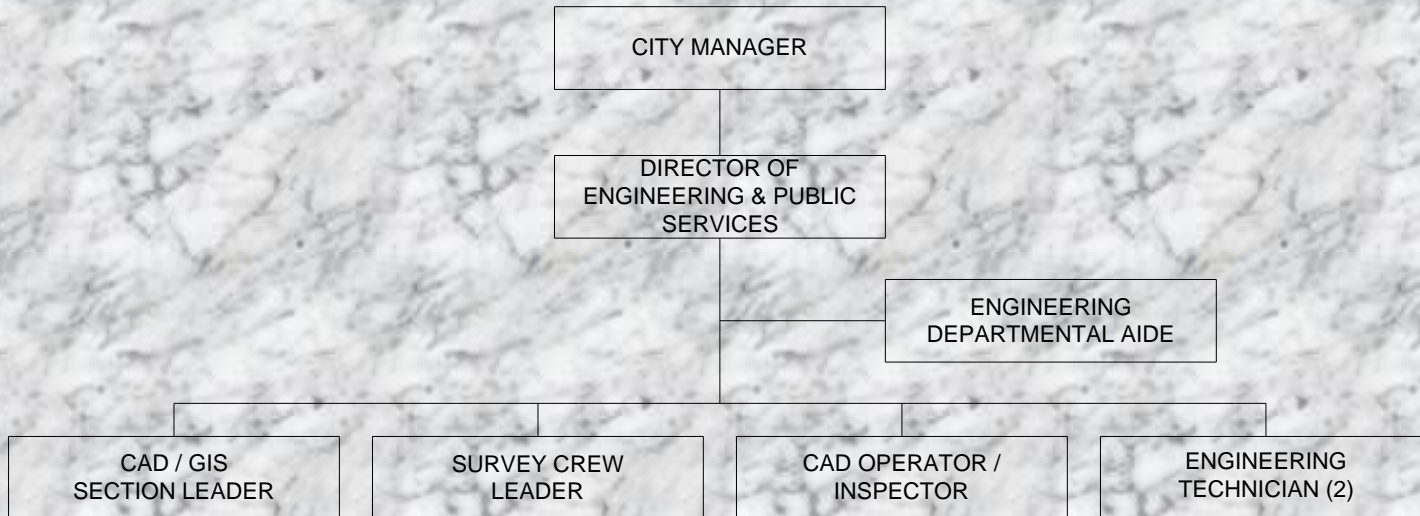 CITY MANAGER
DIRECTOR OF
ENGINEERING & PUBLIC
SERVICES
ENGINEERING
DEPARTMENTAL AIDE
CAD / GIS
SECTION LEADER
SURVEY CREW
LEADER
CAD OPERATOR /
INSPECTOR
ENGINEERING
TECHNICIAN (2)